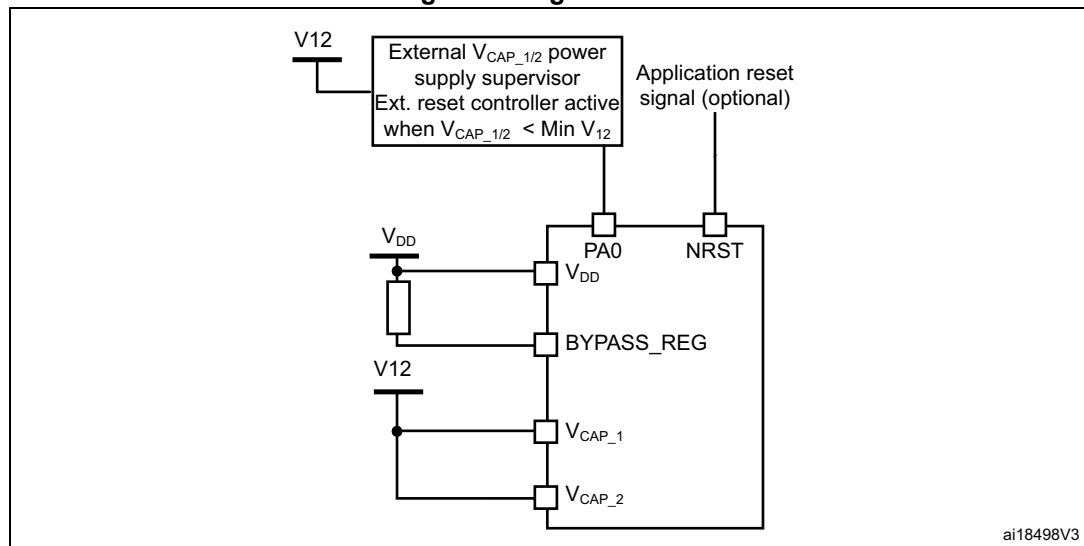 V12
External VCAP_1/2 power
supply supervisor
Ext. reset controller active
when VCAP_1/2 < Min V12
Application reset
signal (optional)
PA0
NRST
VDD
VDD
BYPASS_REG
V12
VCAP_1
VCAP_2
ai18498V3